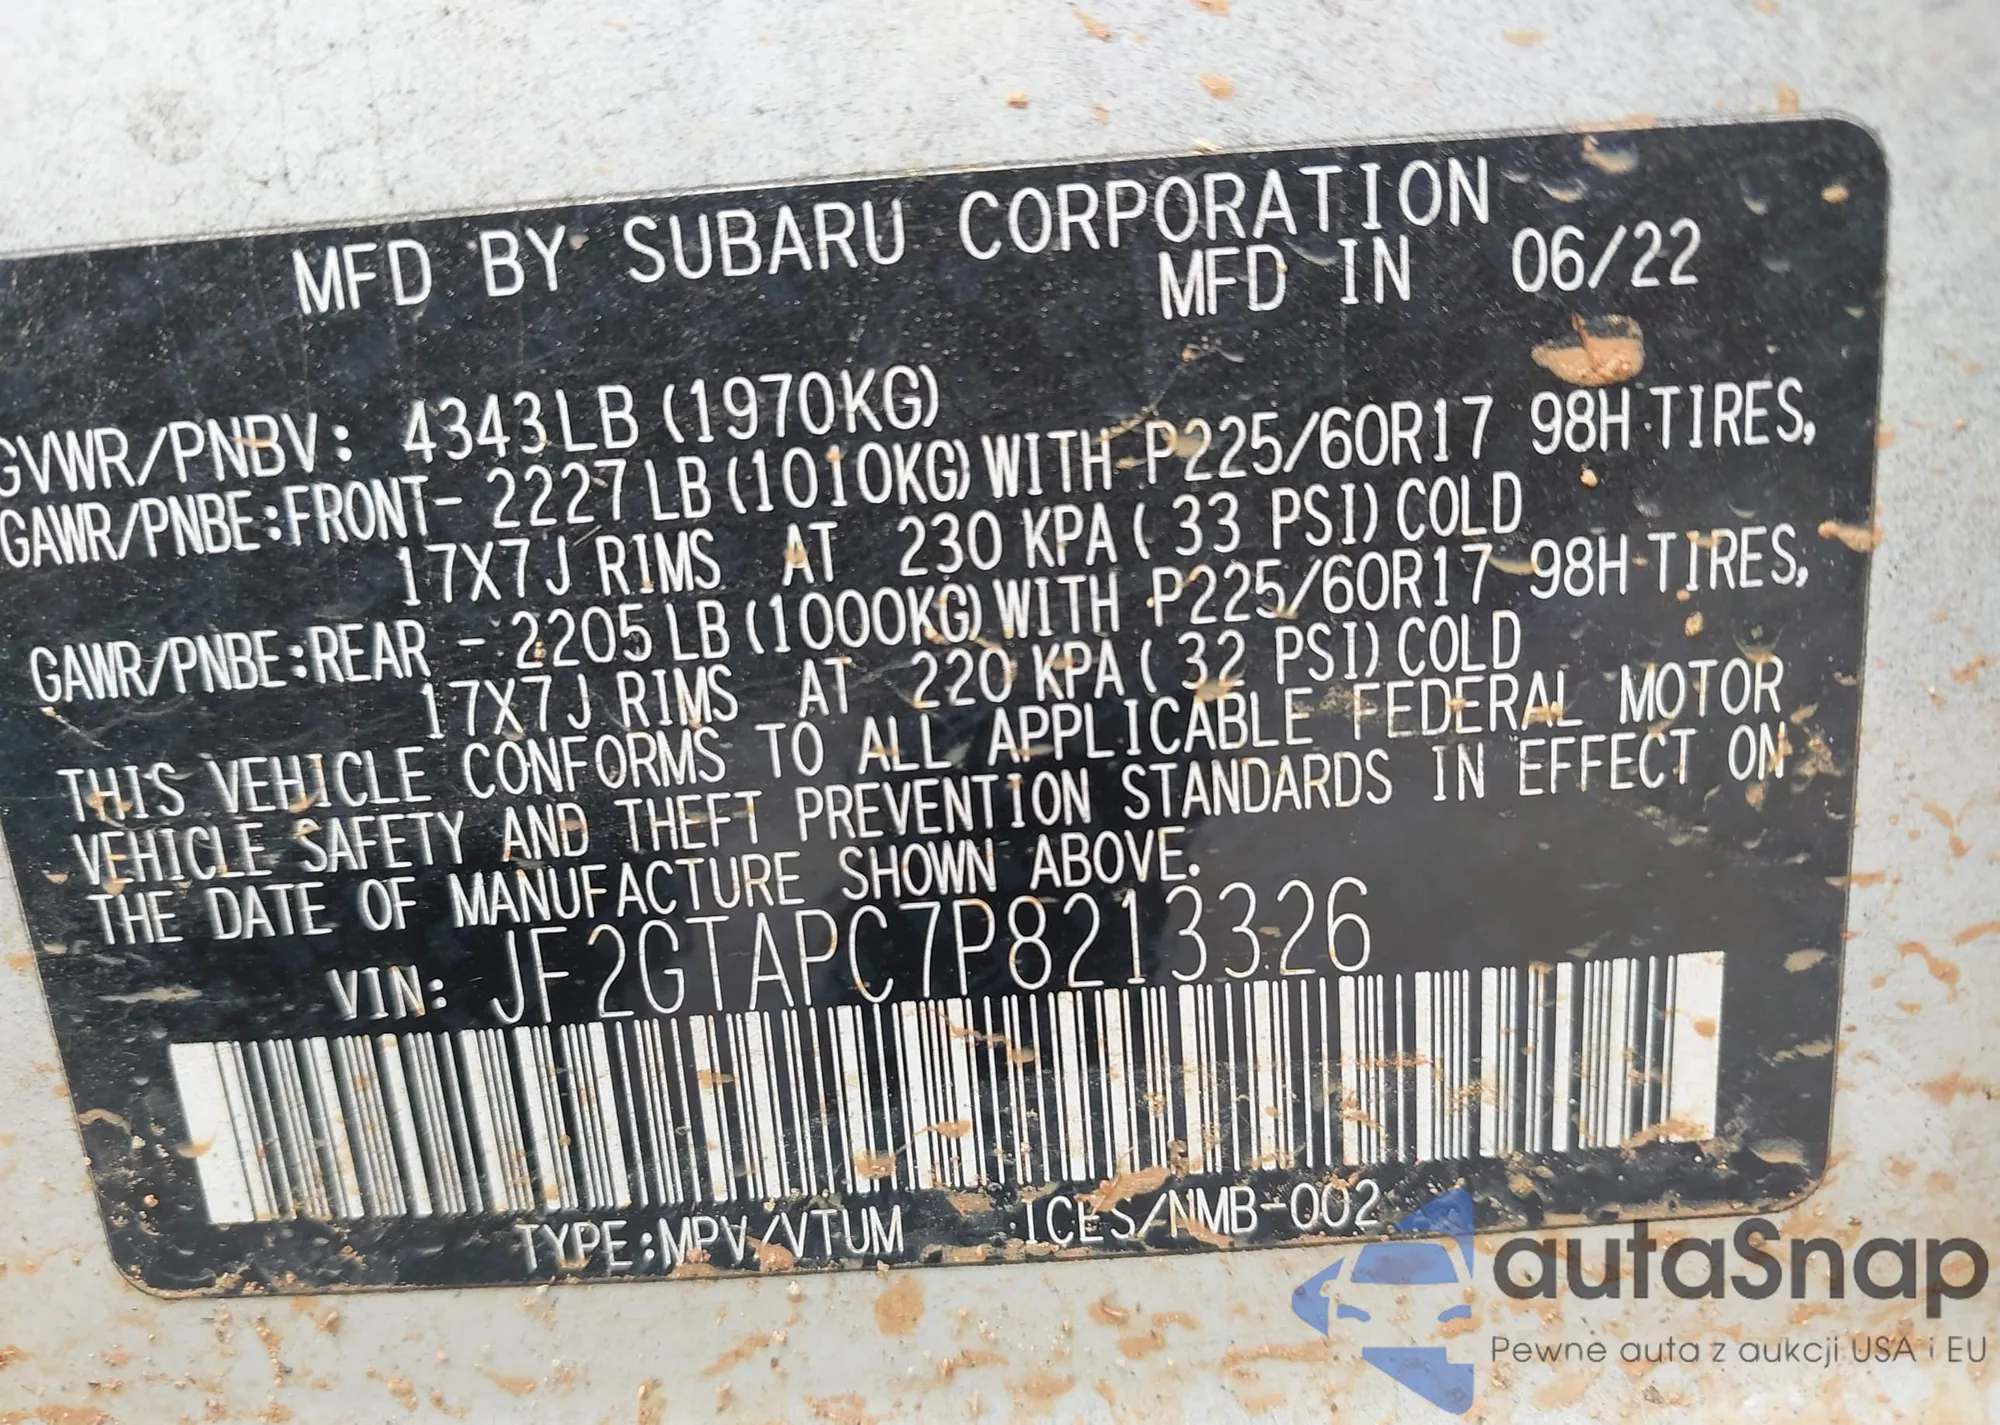 MFD BY SUBARU CORPORATION
MFD IN 06/22
GVWR/PNBV: 4343LB (1970KG)
GAWR/PNBE:FRONT- 2227LB (1010KG) WITH P225/60R17 98H TIRES,
17X7J RIMS AT 230 KPA ( 33 PSI) COLD
GAWR/PNBE:REAR - 2205LB (1000KG) WITH P225/60R17 98H TIRES,
17X7J RIMS AT 220 KPA ( 32 PSI) COLD
THIS VEHICLE CONFORMS TO ALL APPLICABLE FEDERAL MOTOR
VEHICLE SAFETY AND THEFT PREVENTION STANDARDS IN EFFECT ON
THE DATE OF MANUFACTURE SHOWN ABOVE.
VIN: JF2GTAPC7P8213326
TYPE:MPV/VTUM ICES/NMB-002
autaSnap
Pewne auta z aukcji USA i EU